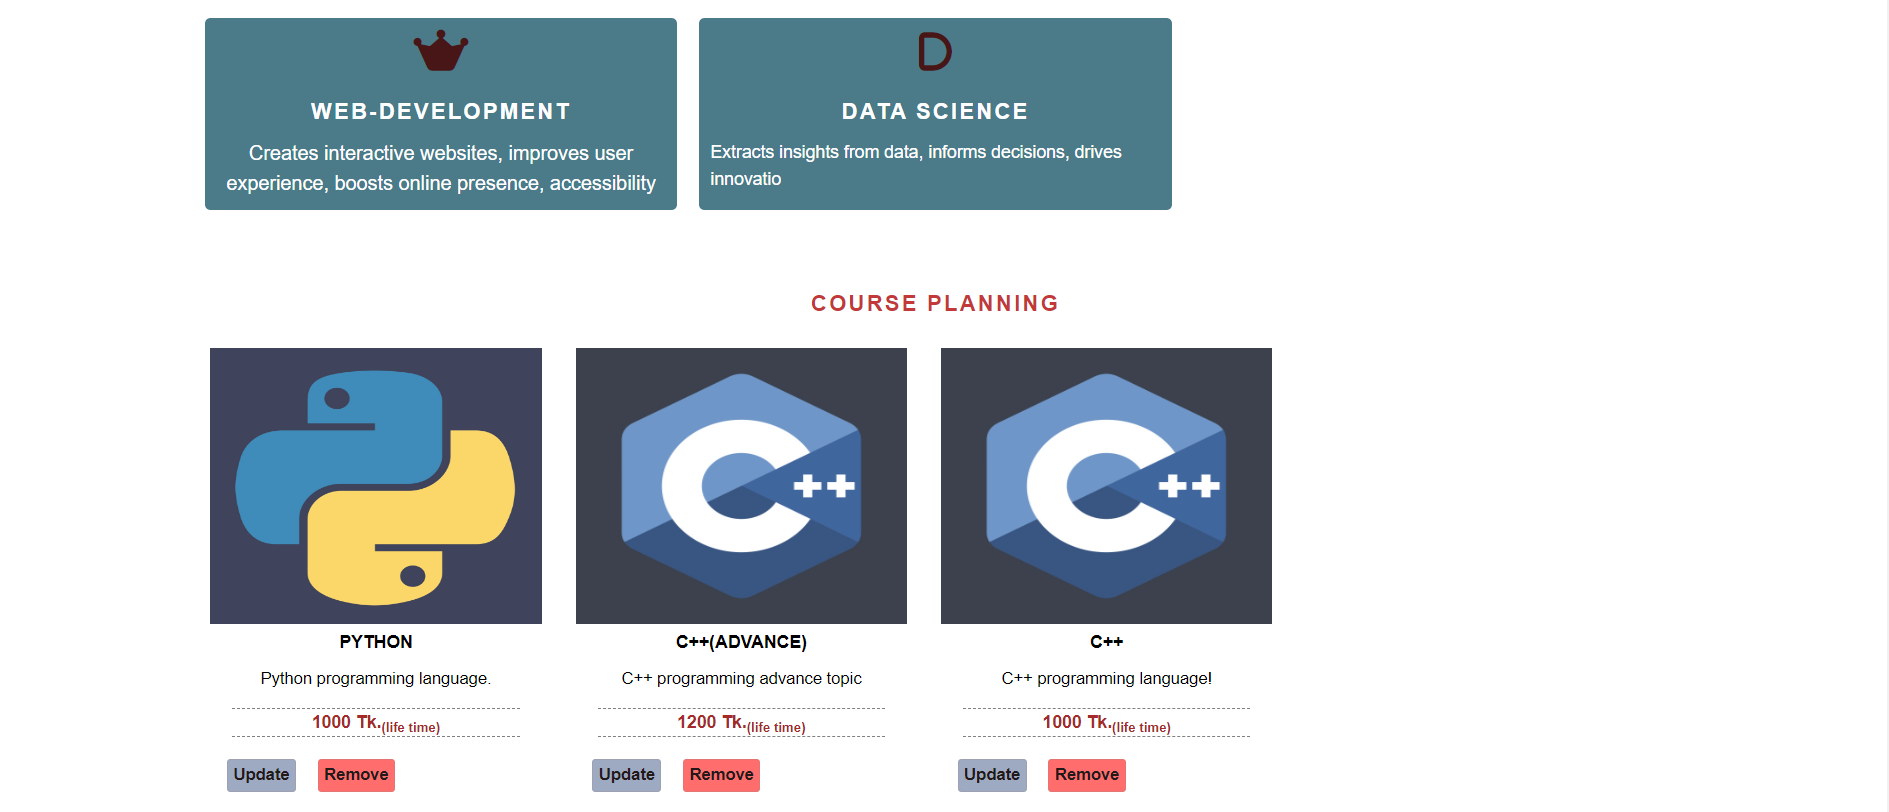 WEB-DEVELOPMENT
Creates interactive websites, improves user
experience, boosts online presence, accessibility
D
DATA SCIENCE
Extracts insights from data, informs decisions, drives
innovatio
COURSE PLANNING
PYTHON
Python programming language.
1000 Tk.(life time)
Update Remove
C++
C++(ADVANCE)
C++ programming advance topic
1200 Tk.(life time)
Update Remove
C++
C++
C++ programming language!
1000 Tk.(life time)
Update Remove